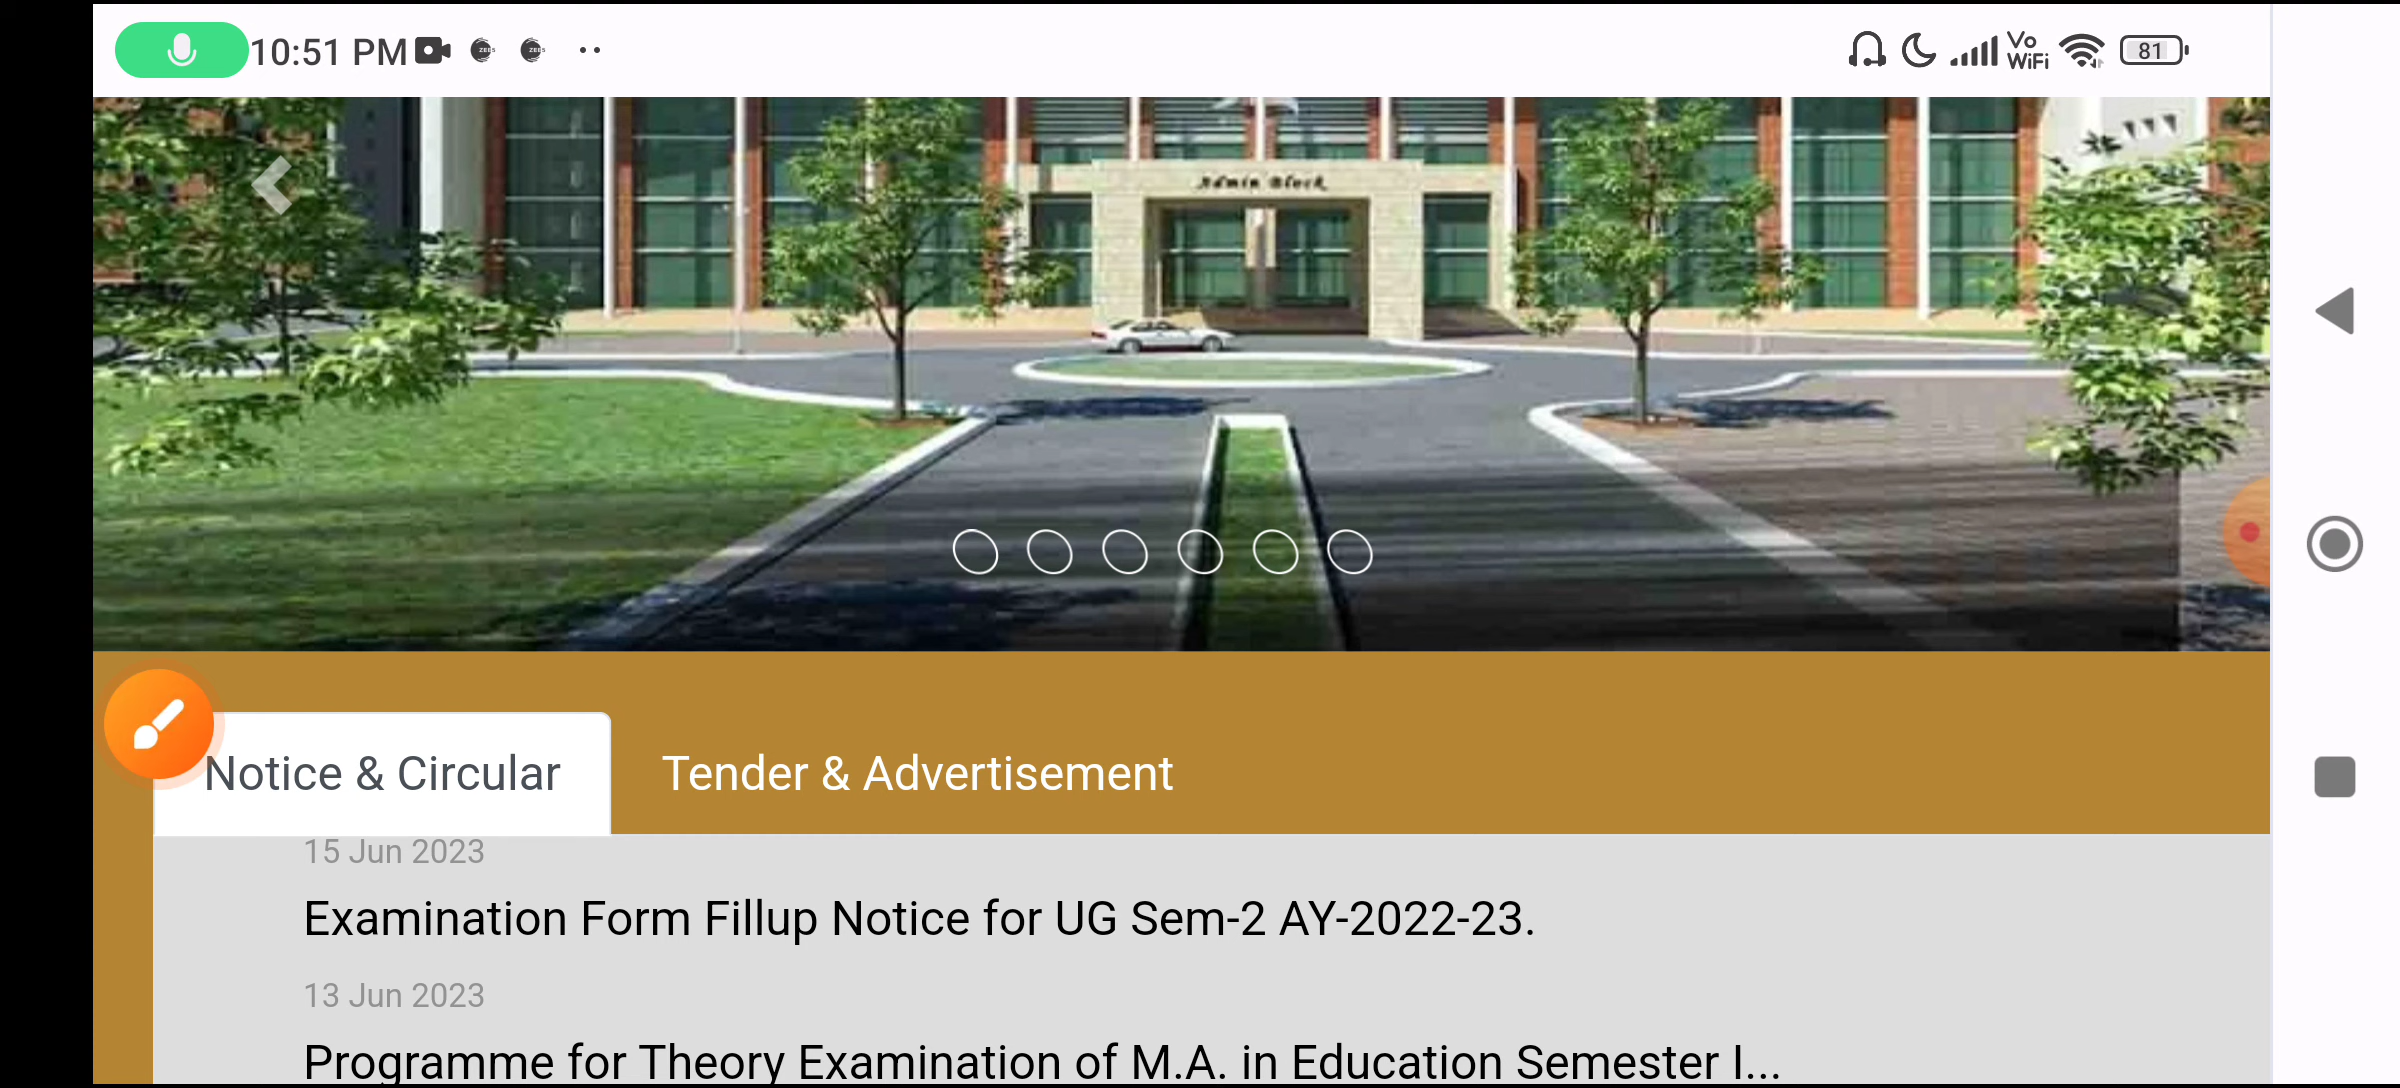 10:51 PM
Vo
WiFi
81
Admin Block
Notice & Circular
Tender & Advertisement
15 Jun 2023
Examination Form Fillup Notice for UG Sem-2 AY-2022-23.
13 Jun 2023
Programme for Theory Examination of M.A. in Education Semester I...